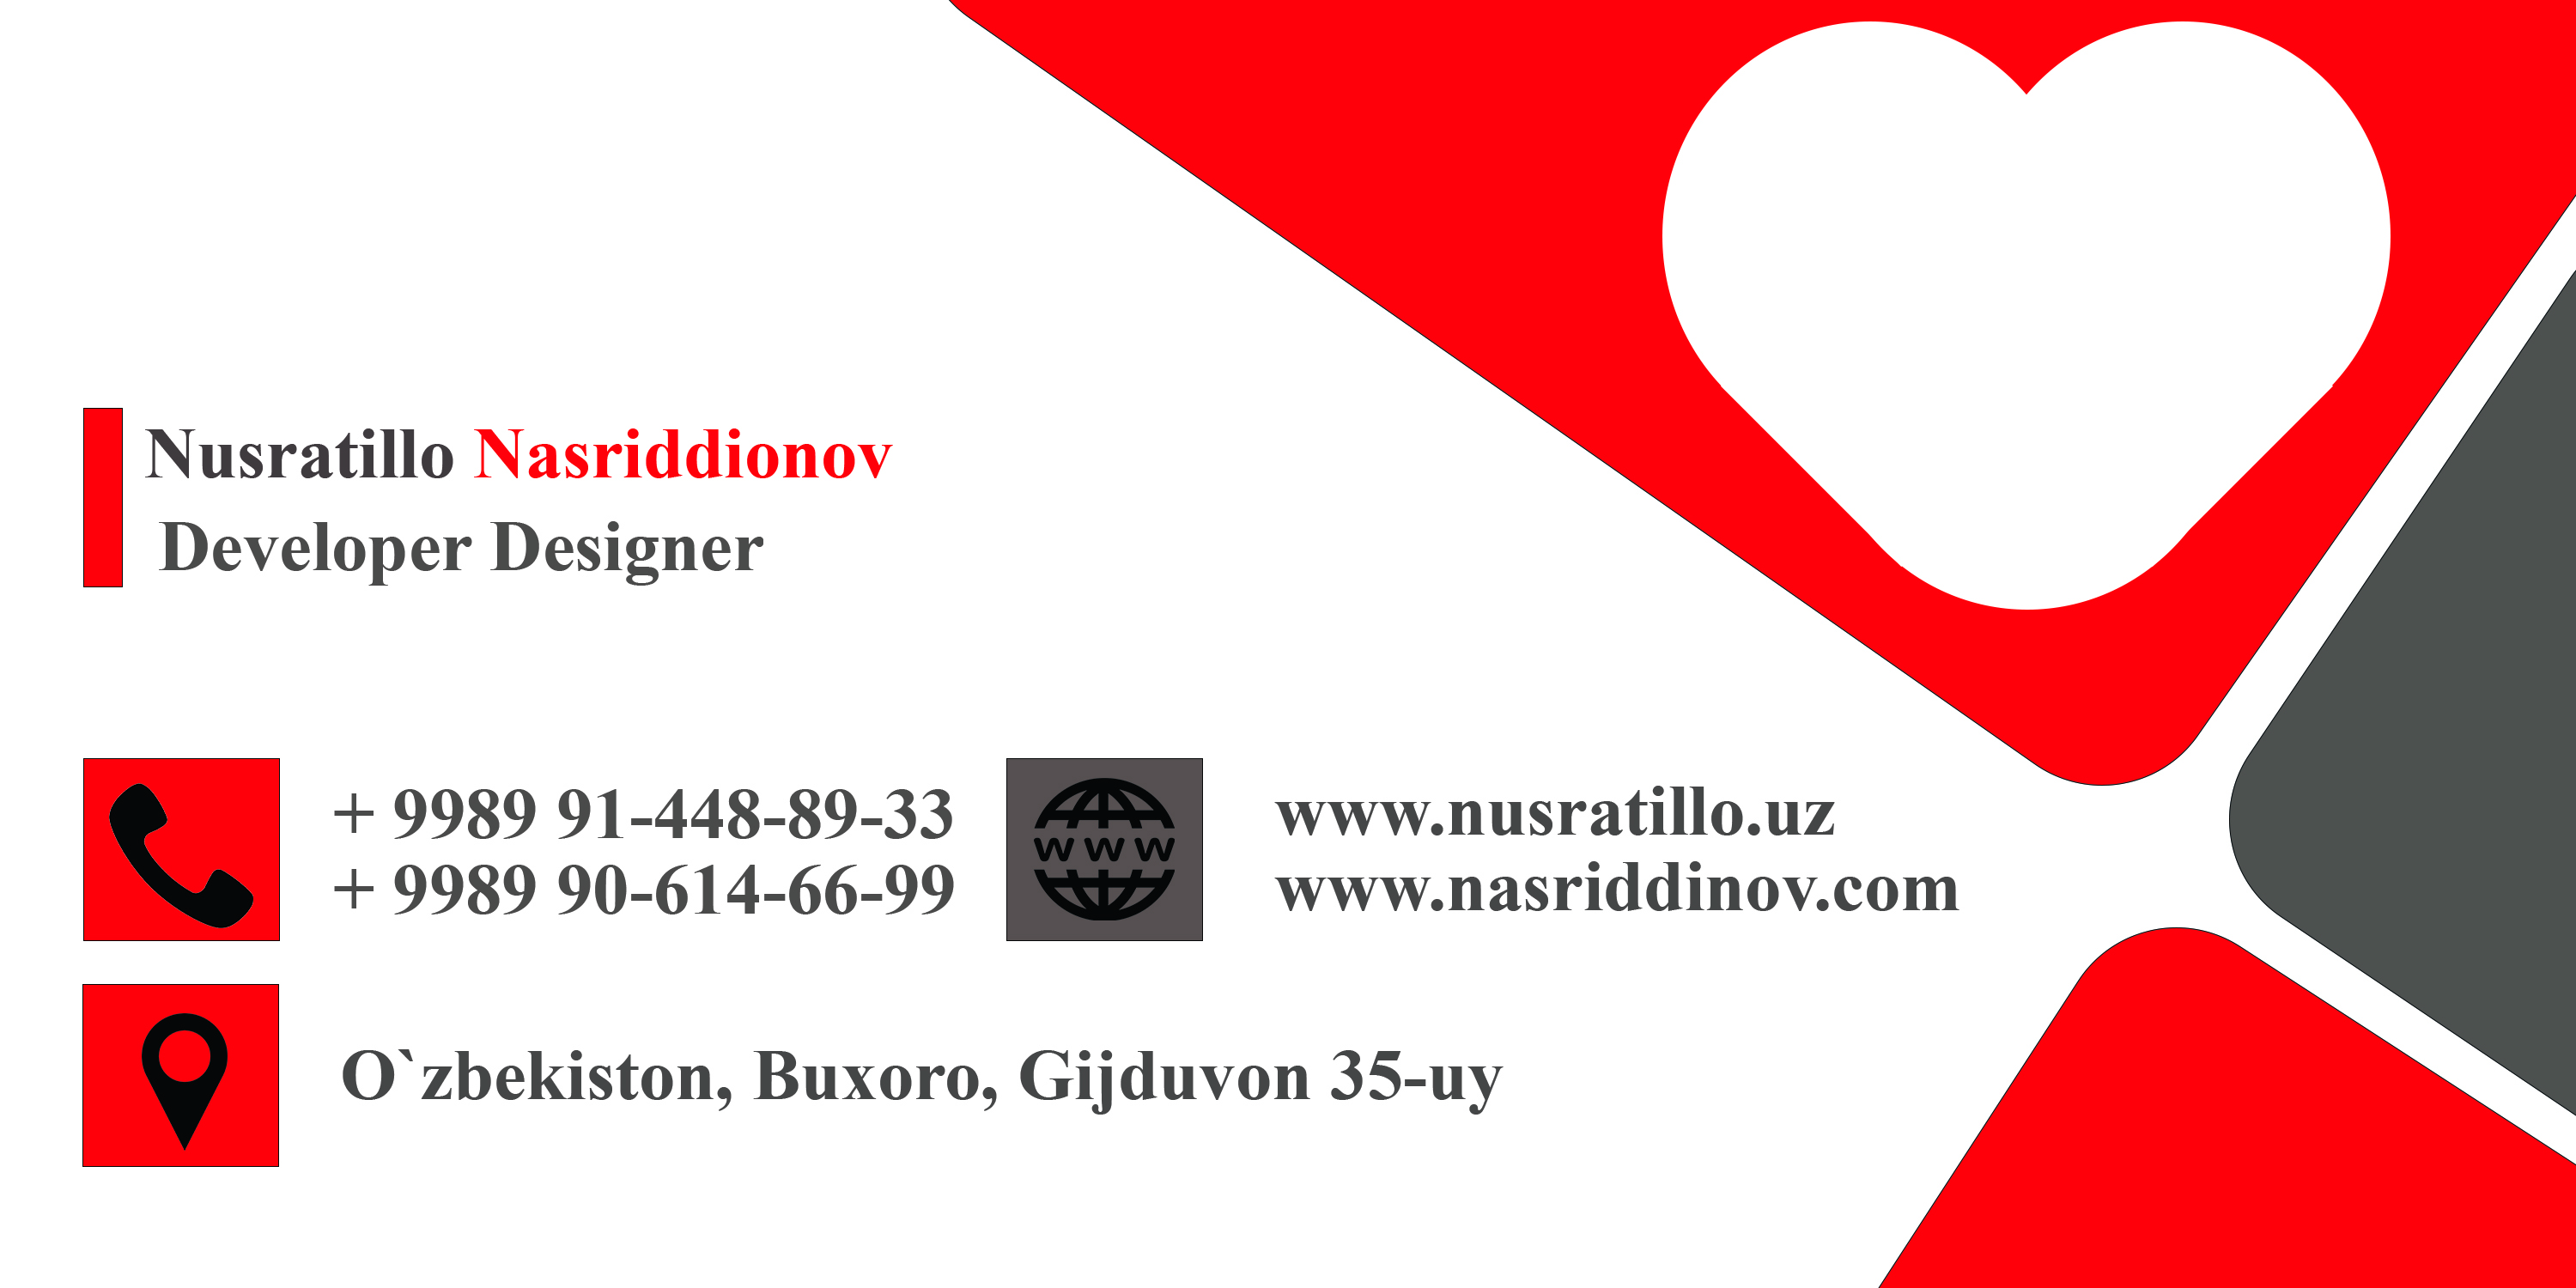 Nusratillo Nasriddionov
Developer Designer
+ 9989 91-448-89-33
+ 9989 90-614-66-99
W W W
www.nusratillo.uz
www.nasriddinov.com
O`zbekiston, Buxoro, Gijduvon 35-uy